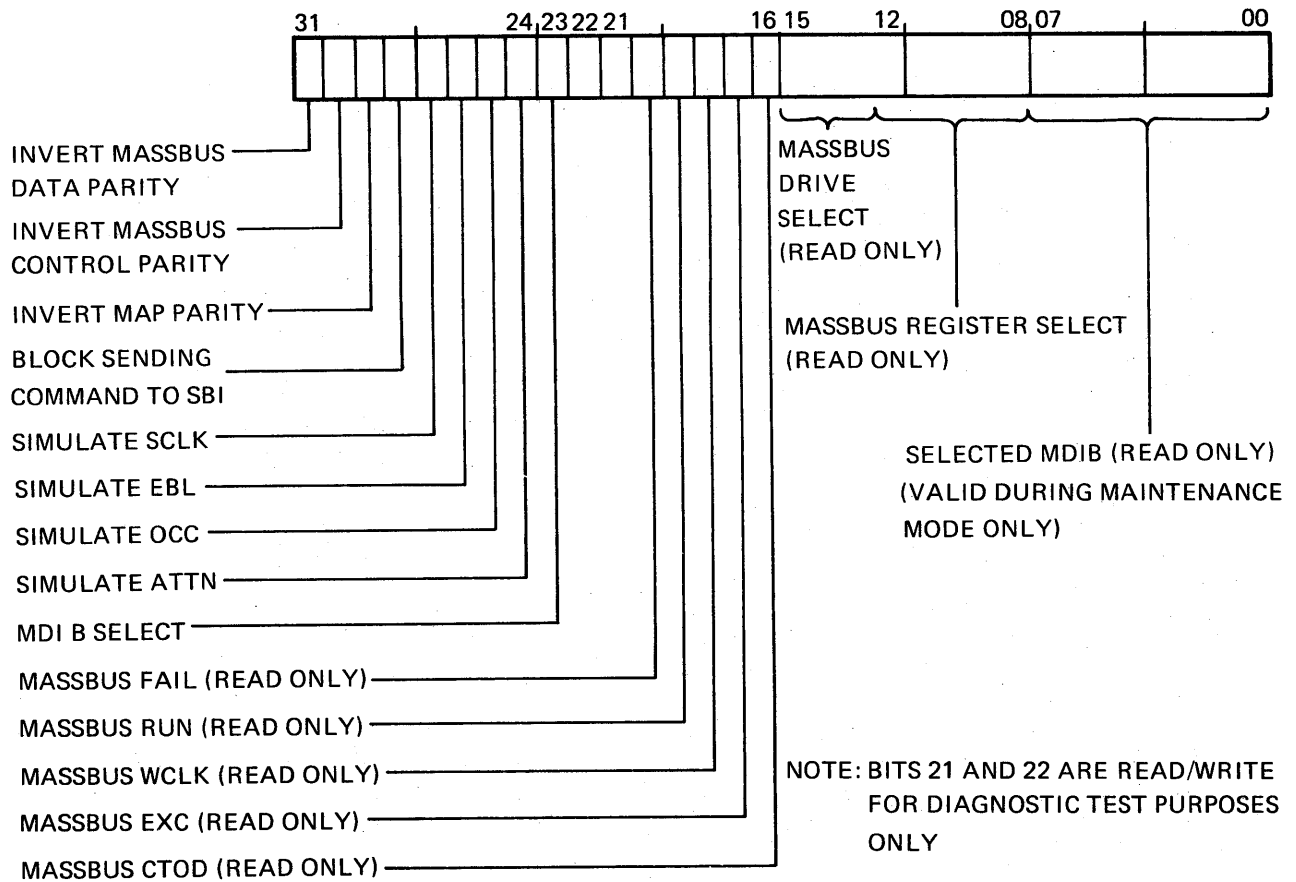 31 24 23 22 21 16 15 12 08 07 00
INVERT MASSBUS
DATA PARITY
INVERT MASSBUS
CONTROL PARITY
INVERT MAP PARITY
BLOCK SENDING
COMMAND TO SBI
SIMULATE SCLK
SIMULATE EBL
SIMULATE OCC
SIMULATE ATTN
MDI B SELECT
MASSBUS FAIL (READ ONLY)
MASSBUS RUN (READ ONLY)
MASSBUS WCLK (READ ONLY)
MASSBUS EXC (READ ONLY)
MASSBUS CTOD (READ ONLY)
MASSBUS
DRIVE
SELECT
(READ ONLY)
MASSBUS REGISTER SELECT
(READ ONLY)
SELECTED MDIB (READ ONLY)
(VALID DURING MAINTENANCE
MODE ONLY)
NOTE: BITS 21 AND 22 ARE READ/WRITE
FOR DIAGNOSTIC TEST PURPOSES
ONLY